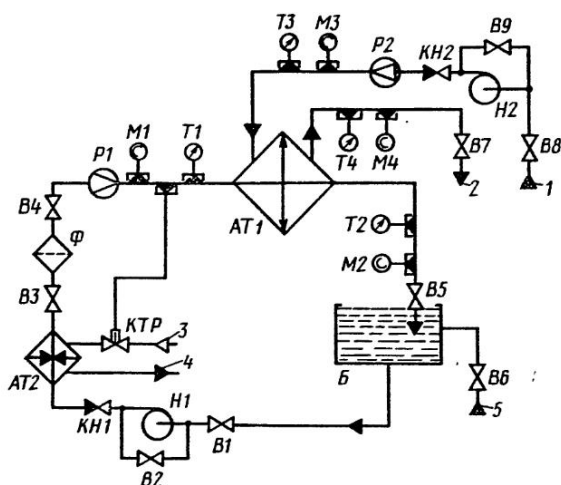 Т3 М3 Р2 КН2 В9
Н2
М1 Т1
Р1
Т4 М4 В7 В8
2 1
В4
АТ1
Ф
Т2
М2
В3
КТР 3
В5
4
АТ2
Б В6
КН1 Н1 В1 5
В2